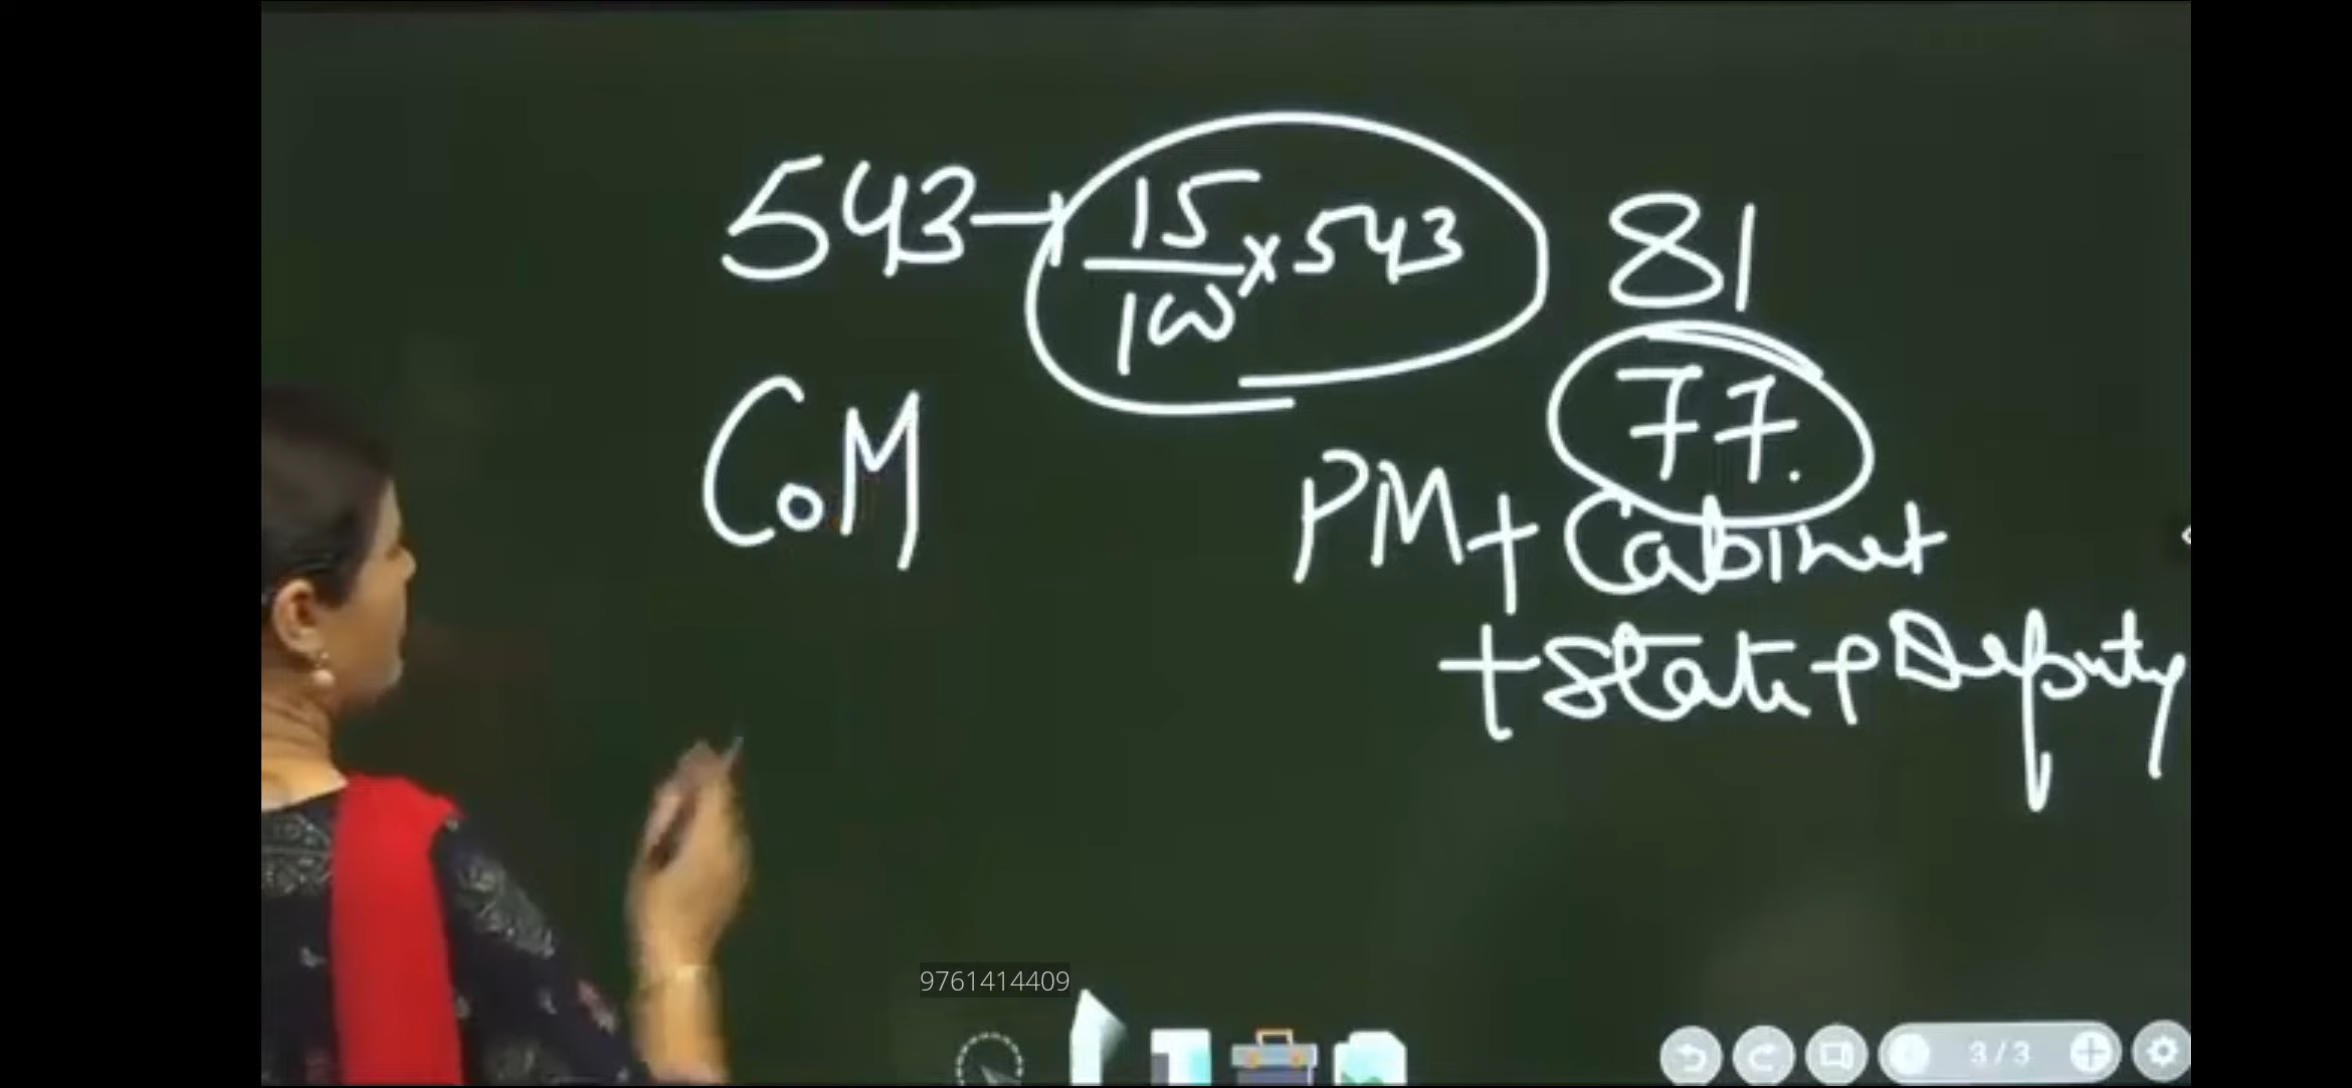 543 → 15/100 × 543 81
77.
CoM
PM + Cabinet
+ State + Deputy
9761414409
3/3